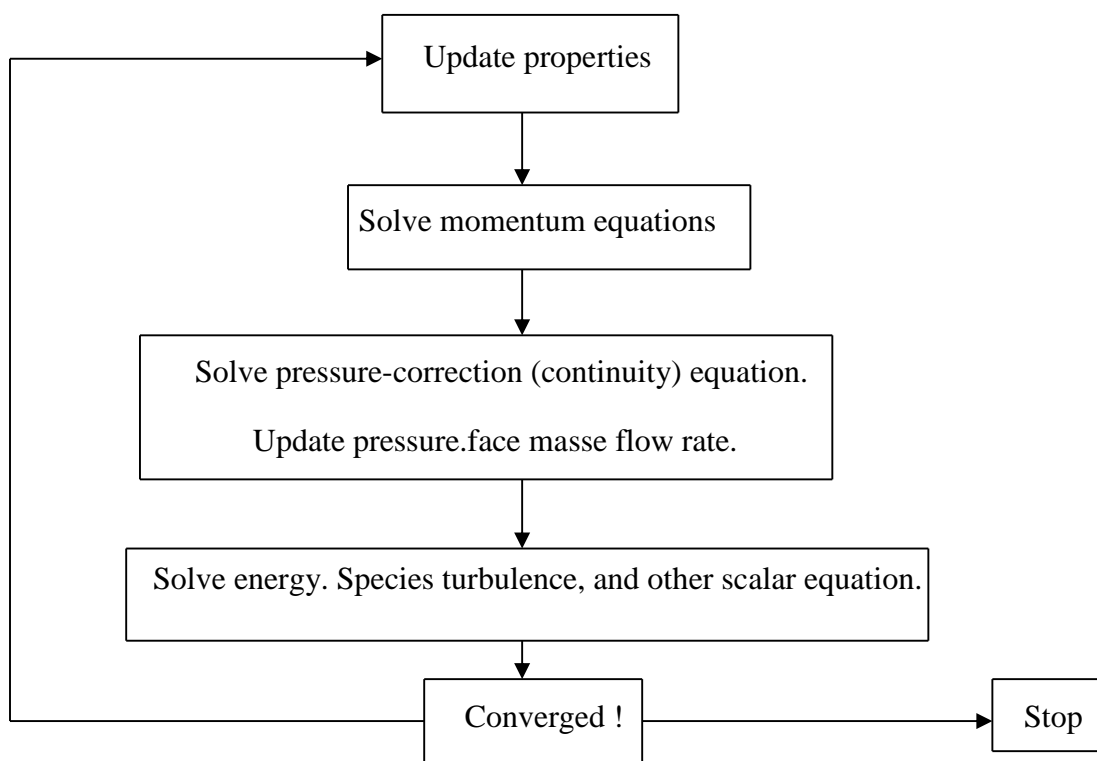 Update properties
Solve momentum equations
Solve pressure-correction (continuity) equation.
Update pressure.face masse flow rate.
Solve energy. Species turbulence, and other scalar equation.
Converged !
Stop